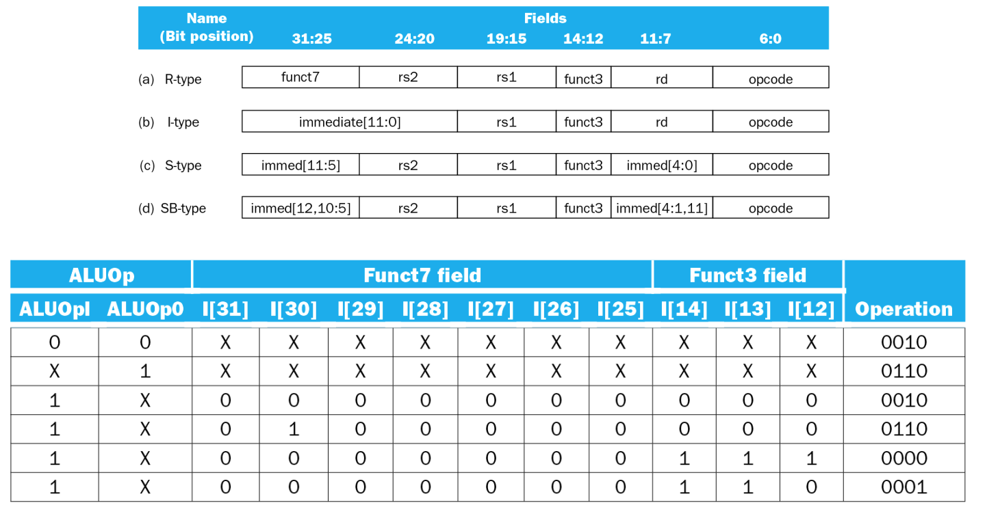 Name Fields
(Bit position) 31:25 24:20 19:15 14:12 11:7 6:0
(a) R-type funct7 rs2 rs1 funct3 rd opcode
(b) I-type immediate[11:0] rs1 funct3 rd opcode
(c) S-type immed[11:5] rs2 rs1 funct3 immed[4:0] opcode
(d) SB-type immed[12,10:5] rs2 rs1 funct3 immed[4:1,11] opcode
ALUOp Funct7 field Funct3 field
ALUOpl ALUOp0 I[31] I[30] I[29] I[28] I[27] I[26] I[25] I[14] I[13] I[12] Operation
0 0 X X X X X X X X X X 0010
X 1 X X X X X X X X X X 0110
1 X 0 0 0 0 0 0 0 0 0 0 0010
1 X 0 1 0 0 0 0 0 0 0 0 0110
1 X 0 0 0 0 0 0 0 1 1 1 0000
1 X 0 0 0 0 0 0 0 1 1 0 0001